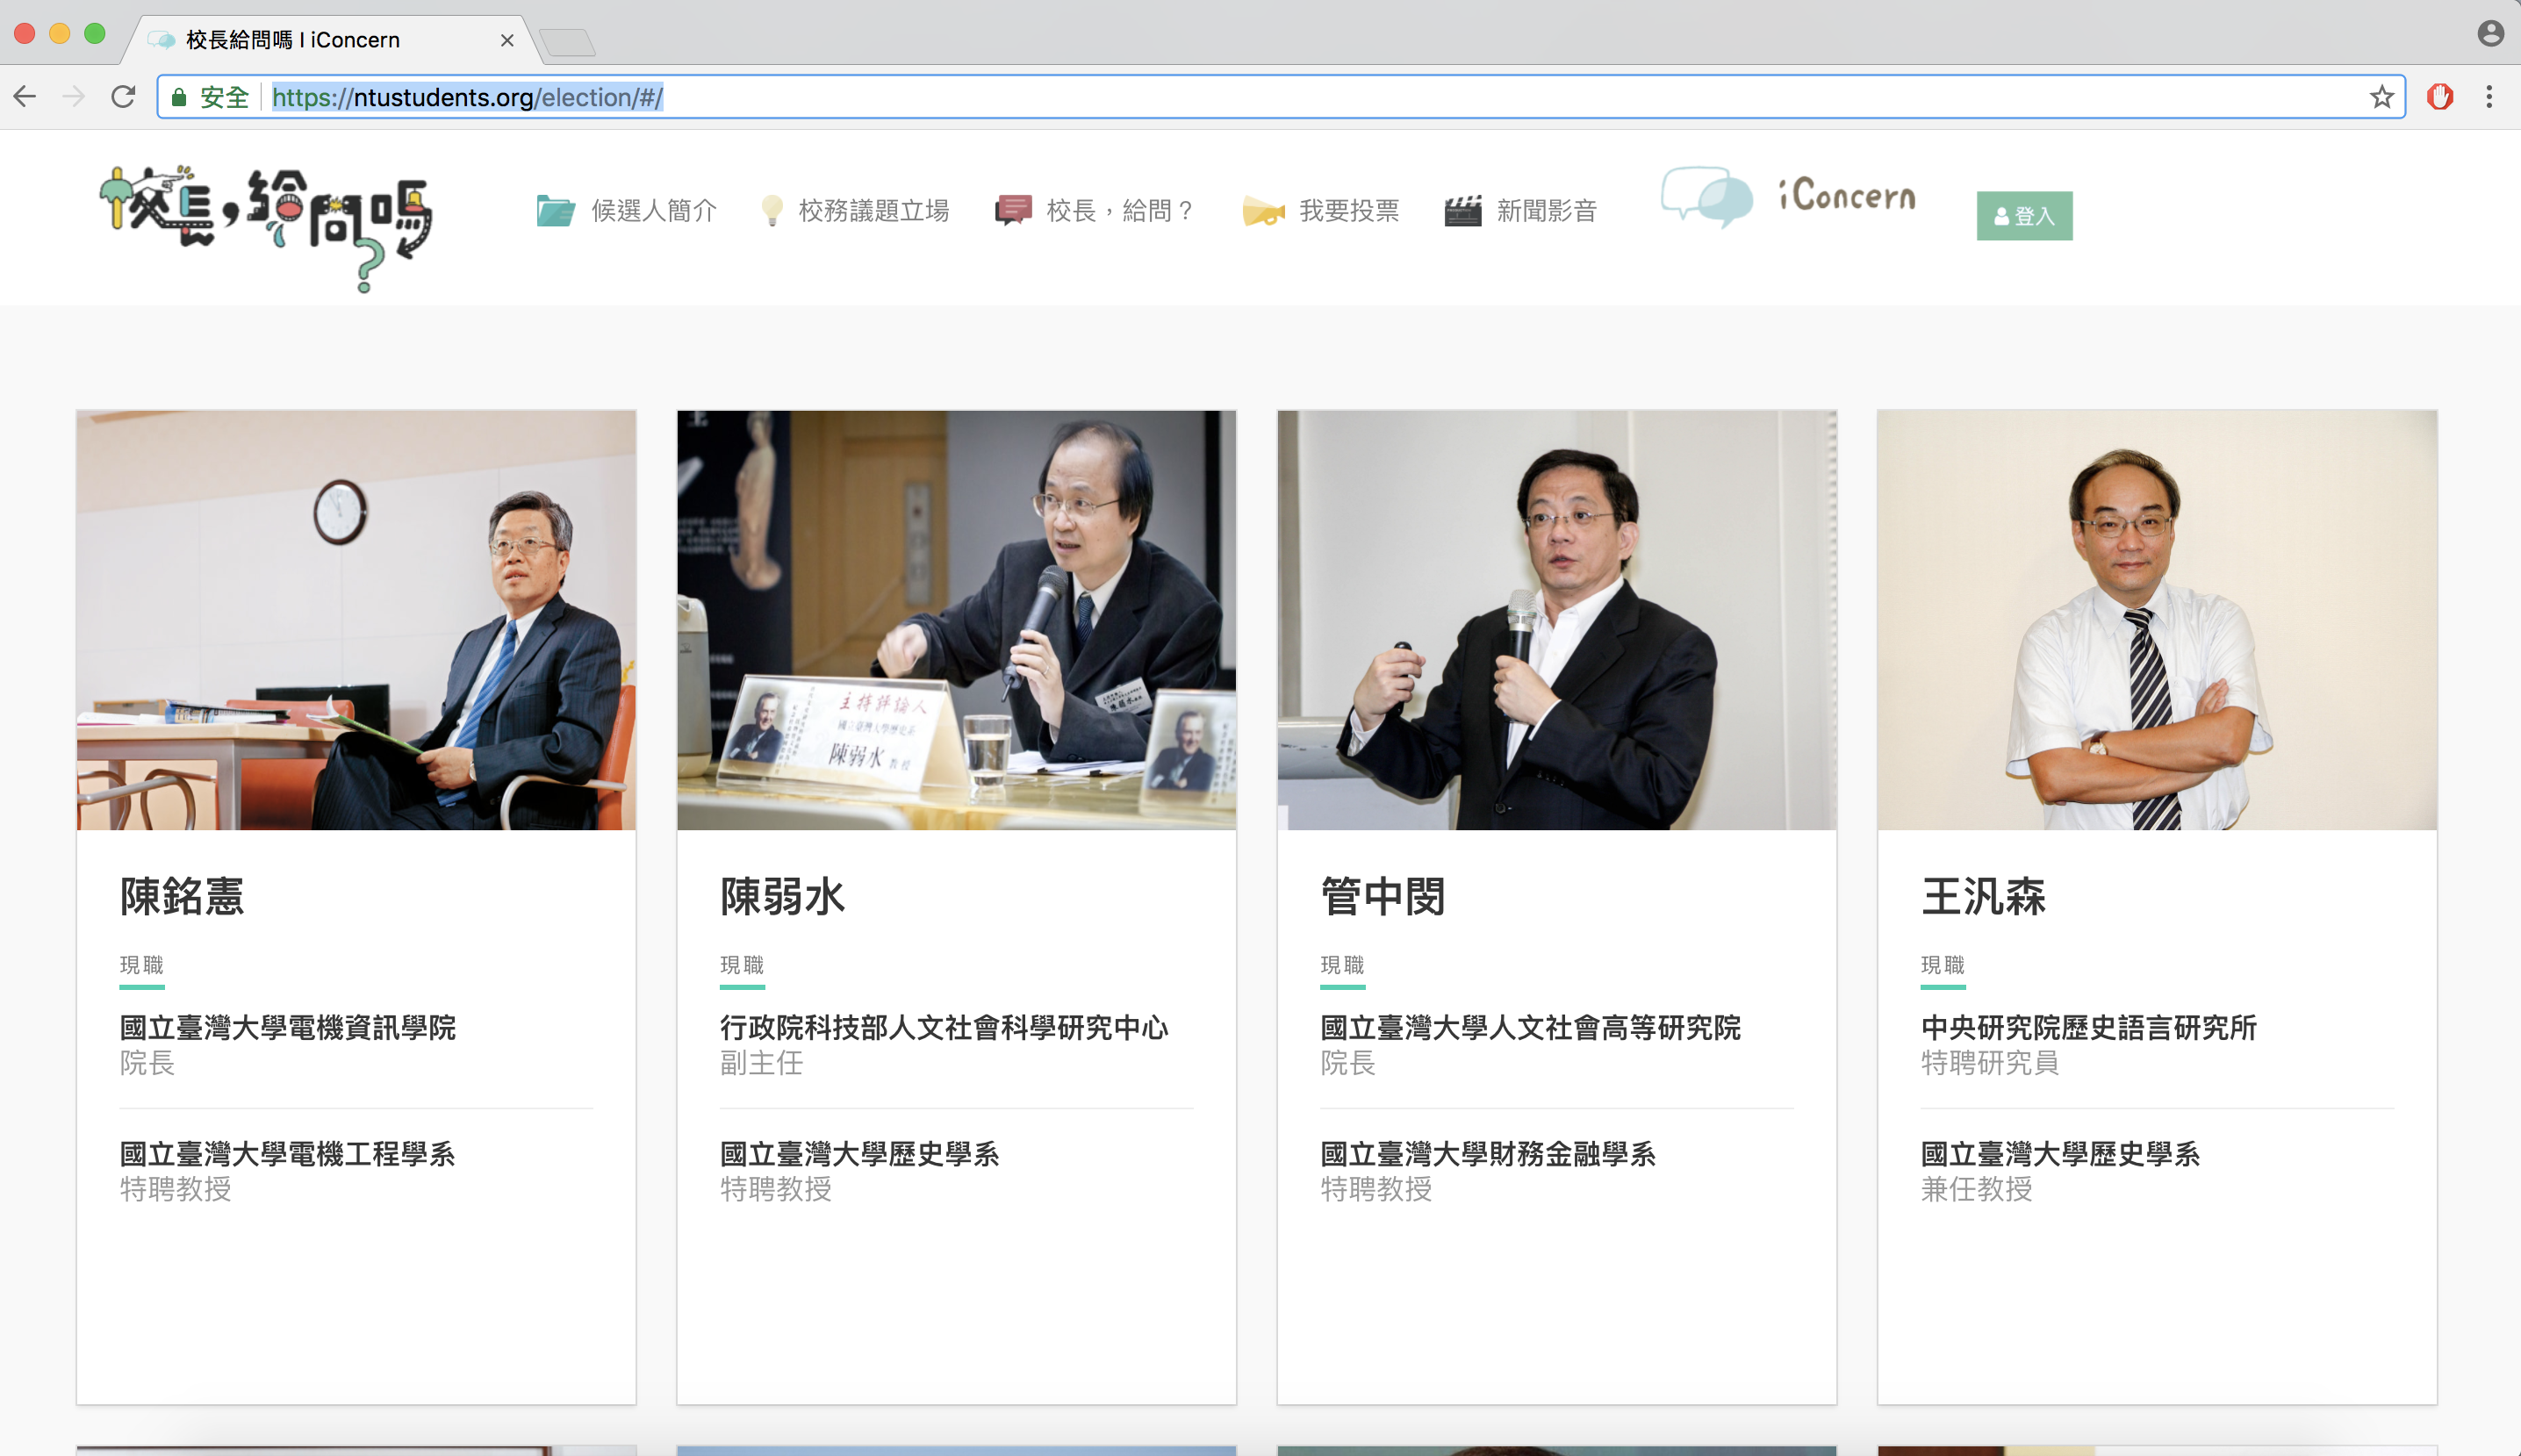 校長給問嗎 | iConcern
安全 https://ntustudents.org/election/#/
校長,給問嗎?
候選人簡介
校務議題立場
校長,給問?
我要投票
新聞影音
iConcern
登入
主持評論人
國立臺灣大學歷史系
陳弱水 教授
陳銘憲
現職
國立臺灣大學電機資訊學院
院長
國立臺灣大學電機工程學系
特聘教授
陳弱水
現職
行政院科技部人文社會科學研究中心
副主任
國立臺灣大學歷史學系
特聘教授
管中閔
現職
國立臺灣大學人文社會高等研究院
院長
國立臺灣大學財務金融學系
特聘教授
王汎森
現職
中央研究院歷史語言研究所
特聘研究員
國立臺灣大學歷史學系
兼任教授